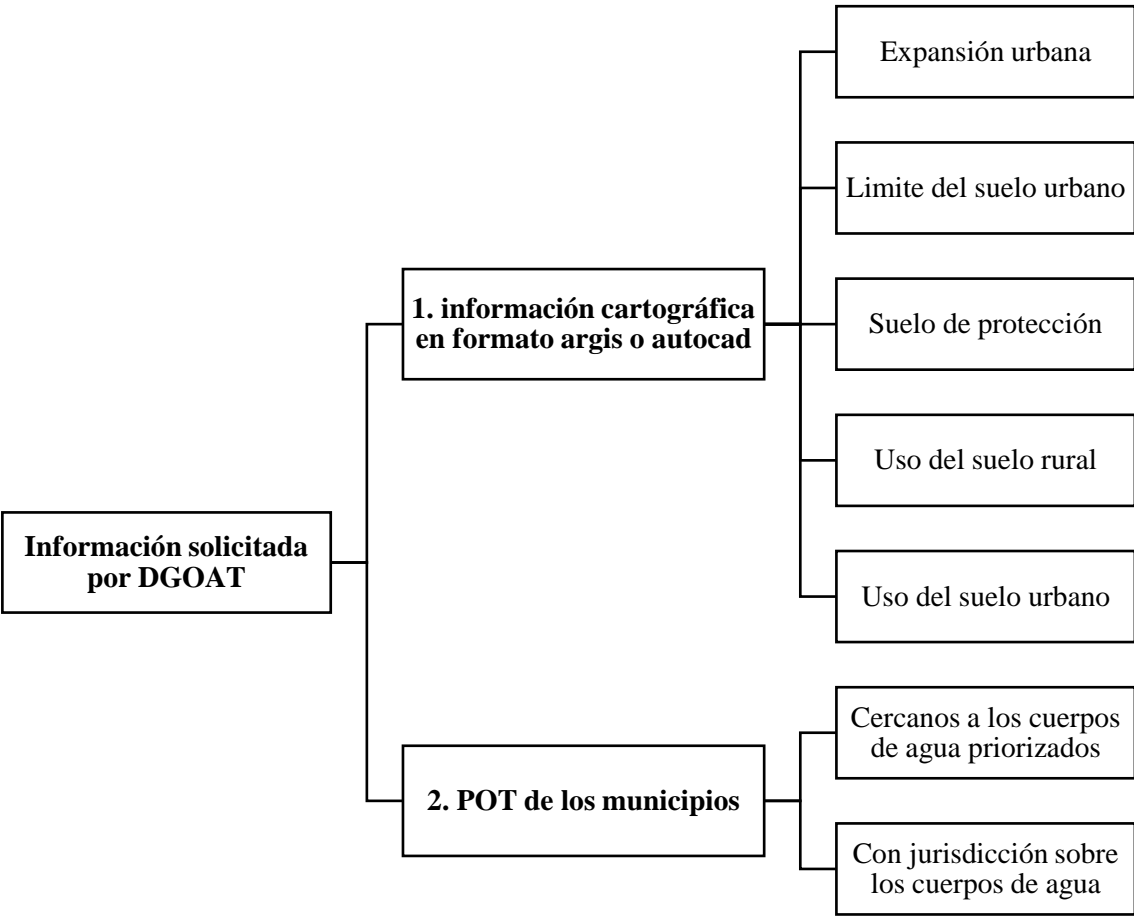 Información solicitada
por DGOAT
1. información cartográfica
en formato argis o autocad
Expansión urbana
Limite del suelo urbano
Suelo de protección
Uso del suelo rural
Uso del suelo urbano
2. POT de los municipios
Cercanos a los cuerpos
de agua priorizados
Con jurisdicción sobre
los cuerpos de agua